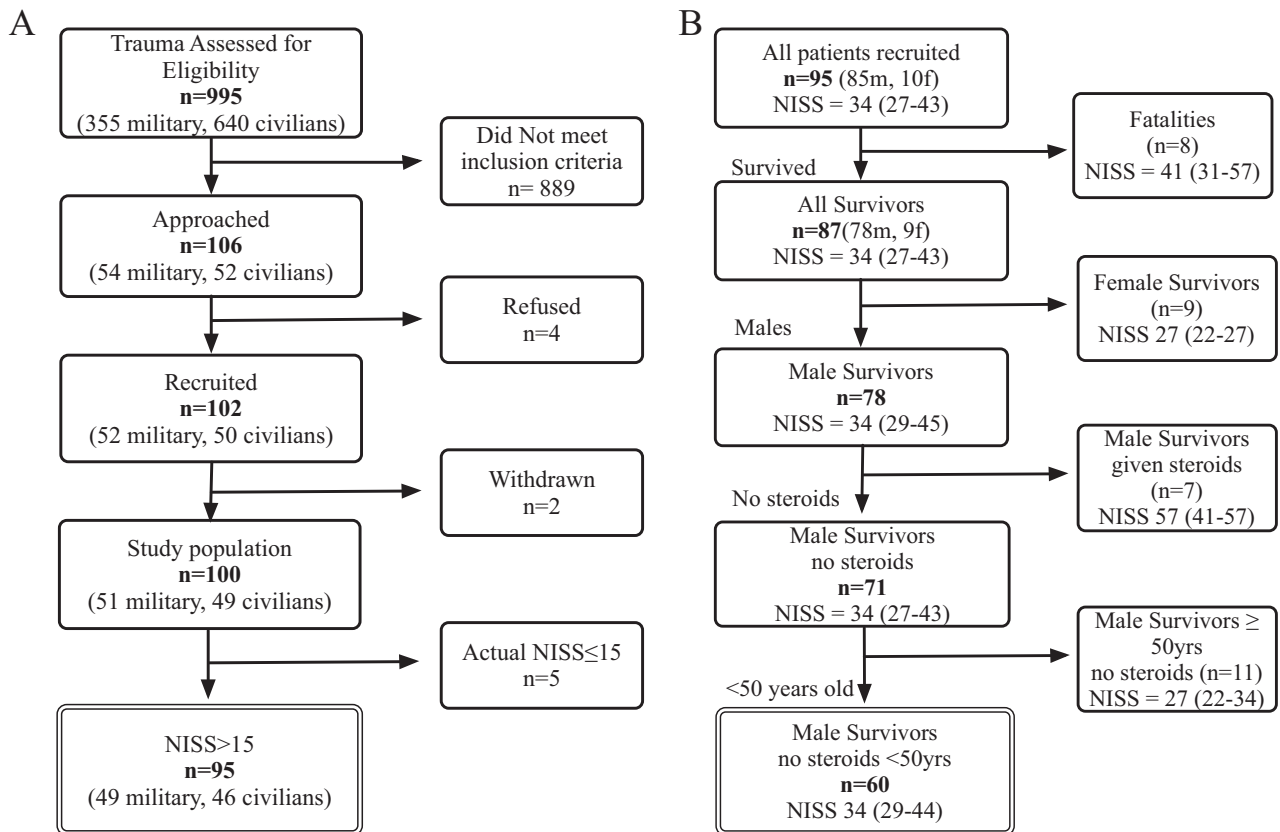 A
Trauma Assessed for
Eligibility
n=995
(355 military, 640 civilians)
Did Not meet
inclusion criteria
n= 889
Approached
n=106
(54 military, 52 civilians)
Refused
n=4
Recruited
n=102
(52 military, 50 civilians)
Withdrawn
n=2
Study population
n=100
(51 military, 49 civilians)
Actual NISS≤15
n=5
NISS>15
n=95
(49 military, 46 civilians)
B
All patients recruited
n=95 (85m, 10f)
NISS = 34 (27-43)
Fatalities
(n=8)
NISS = 41 (31-57)
Survived
All Survivors
n=87(78m, 9f)
NISS = 34 (27-43)
Female Survivors
(n=9)
NISS 27 (22-27)
Males
Male Survivors
n=78
NISS = 34 (29-45)
Male Survivors
given steroids
(n=7)
NISS 57 (41-57)
No steroids
Male Survivors
no steroids
n=71
NISS = 34 (27-43)
Male Survivors ≥
50yrs
no steroids (n=11)
NISS = 27 (22-34)
<50 years old
Male Survivors
no steroids <50yrs
n=60
NISS 34 (29-44)